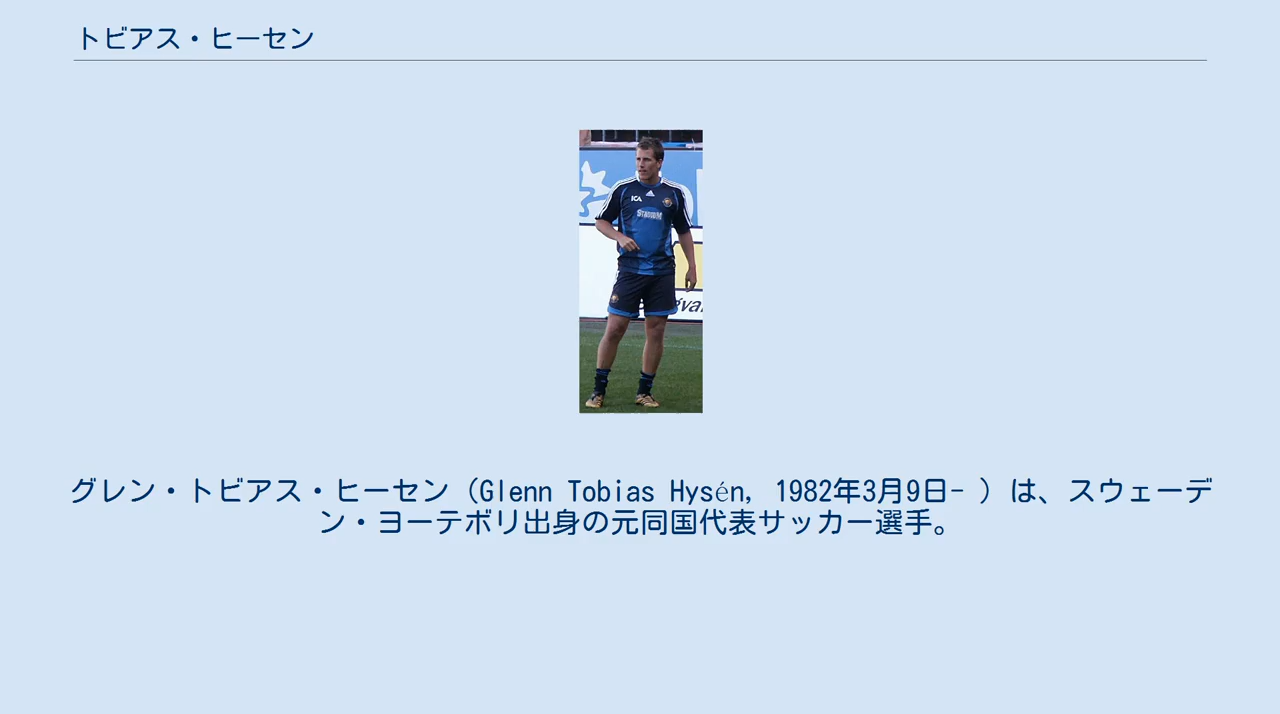 トビアス・ヒーセン
ICA
STADIUM
gvar
グレン・トビアス・ヒーセン（Glenn Tobias Hysén, 1982年3月9日- ）は、スウェーデ
ン・ヨーテボリ出身の元同国代表サッカー選手。